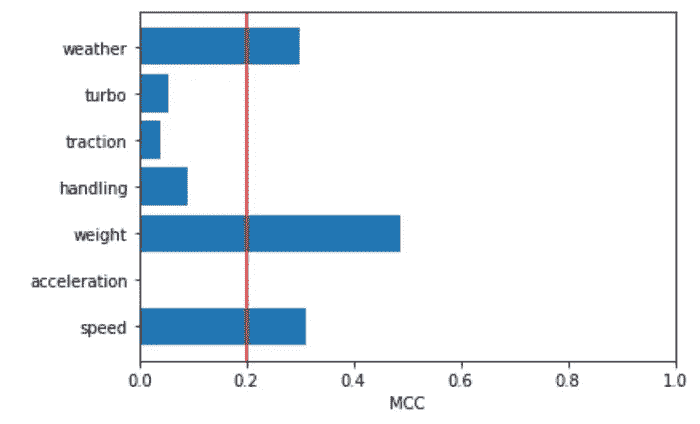 weather
turbo
traction
handling
weight
acceleration
speed
0.0 0.2 0.4 0.6 0.8 1.0
MCC